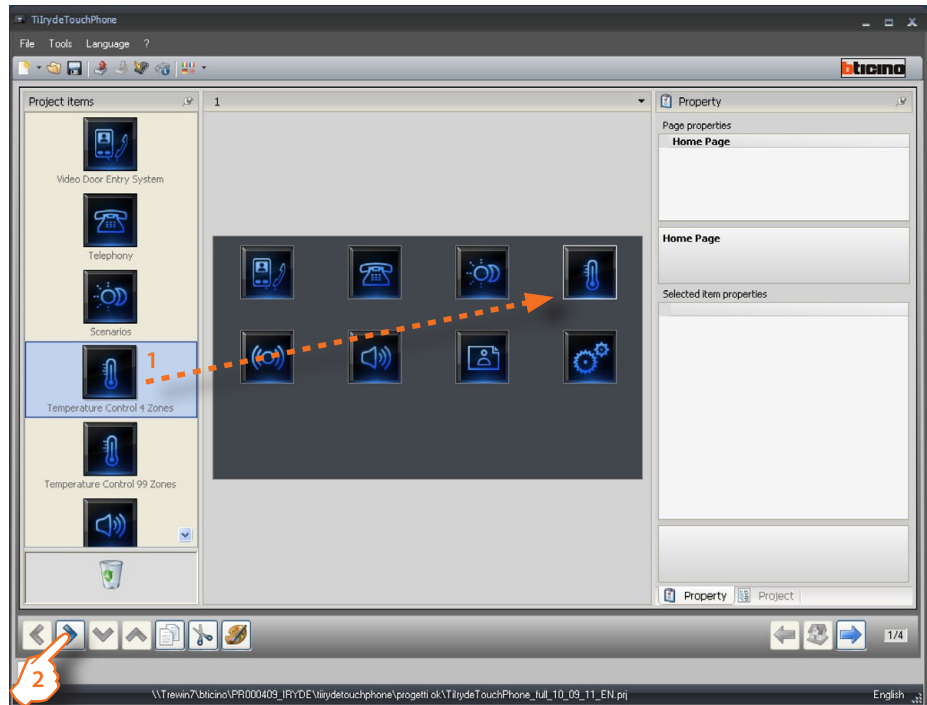 TiIrydeTouchPhone
File Tools Language ?
bticino
Project items
1
Property
Page properties
Home Page
Video Door Entry System
Telephony
Home Page
Selected item properties
Scenarios
1
Temperature Control 4 Zones
Temperature Control 99 Zones
Property
Project
1/4
2
\\Trewin7\bticino\PR000409_IRYDE\tiirydetouchphone\progetti ok\TiIrydeTouchPhone_full_10_09_11_EN.prj
English